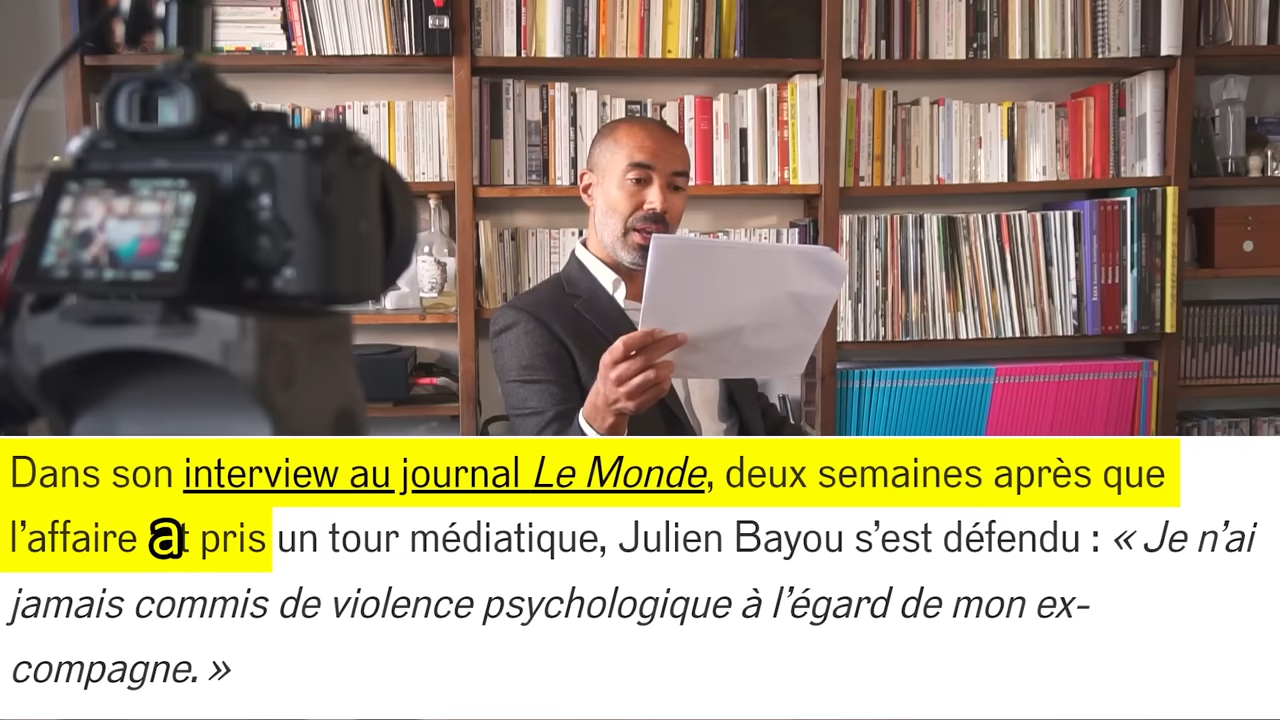 Dans son interview au journal Le Monde, deux semaines après que
l’affaire at pris un tour médiatique, Julien Bayou s’est défendu : « Je n’ai
jamais commis de violence psychologique à l’égard de mon ex-
compagne. »